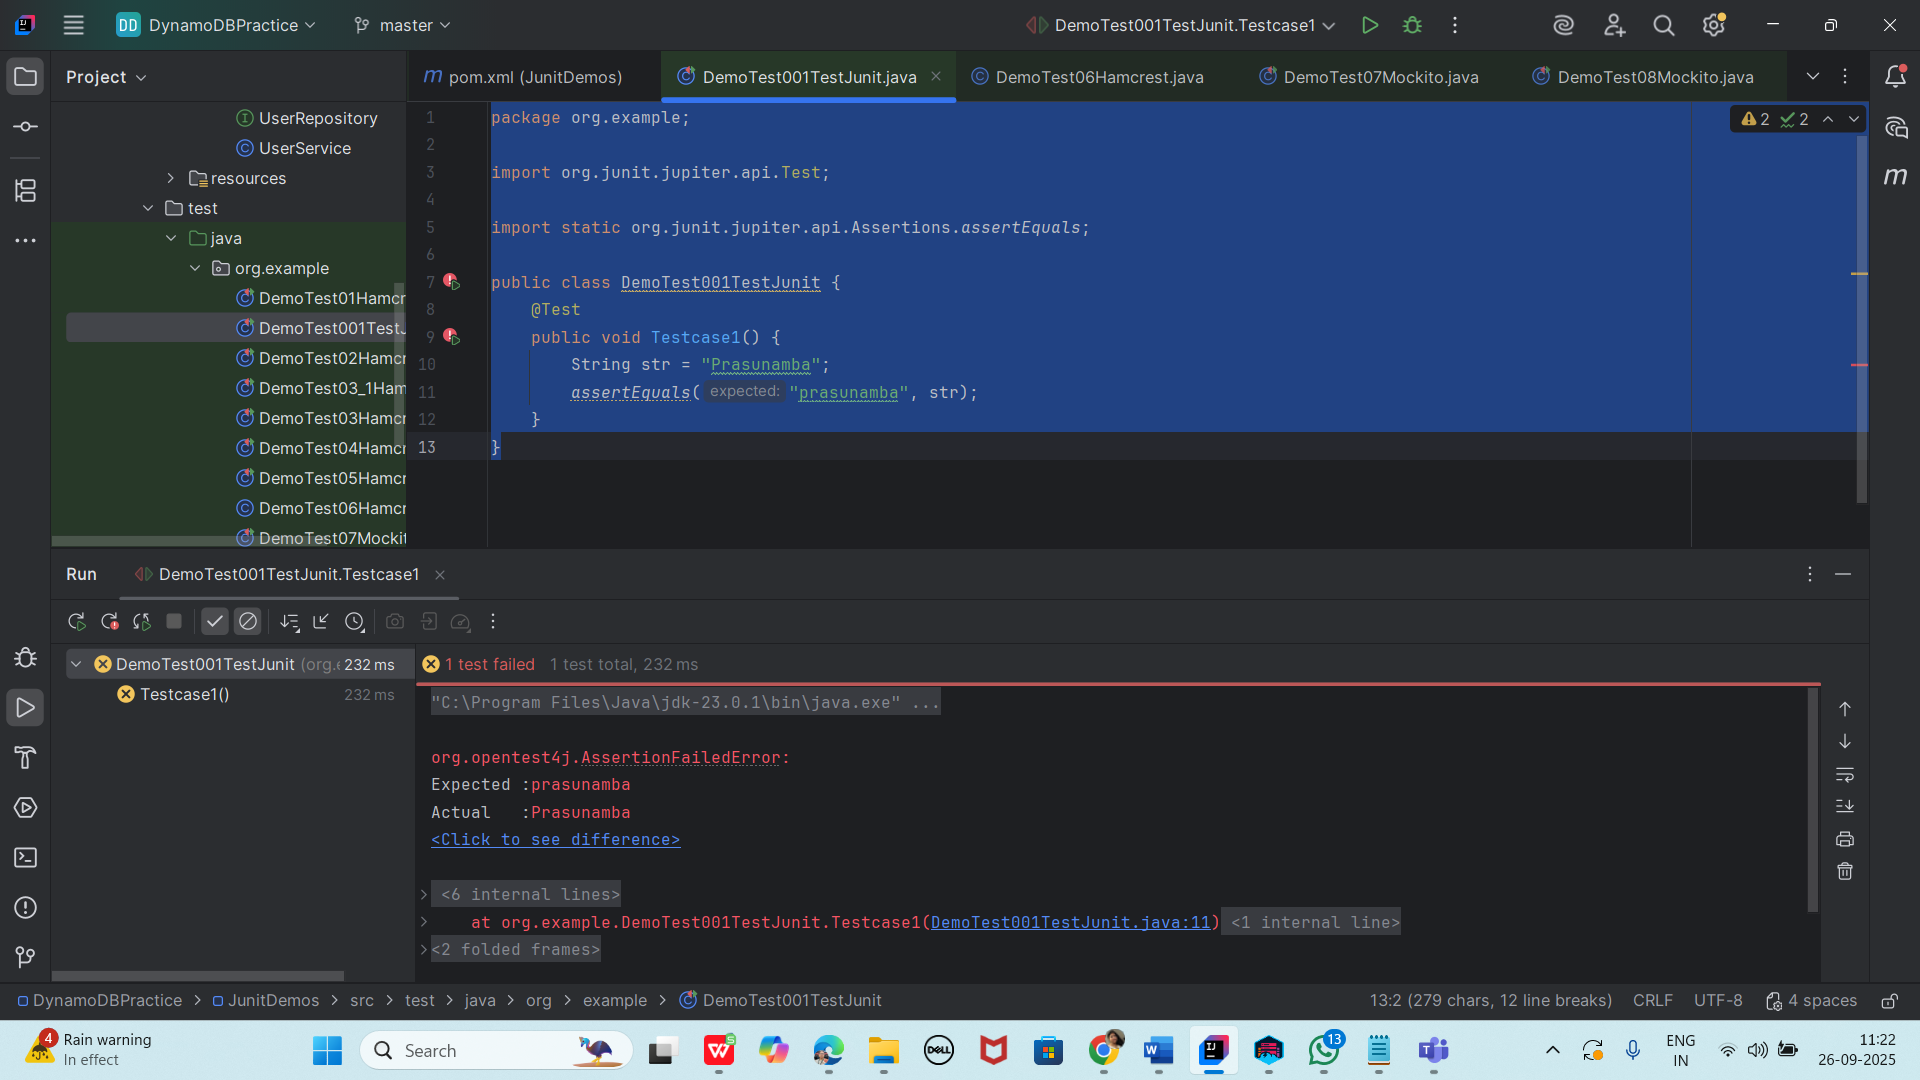 DD DynamoDBPractice master DemoTest001TestJunit.Testcase1
Project
pom.xml (JunitDemos) DemoTest001TestJunit.java DemoTest06Hamcrest.java DemoTest07Mockito.java DemoTest08Mockito.java
UserRepository
UserService
resources
test
java
org.example
DemoTest01Hamcr
DemoTest001TestJ
DemoTest02Hamcr
DemoTest03_1Ham
DemoTest03Hamcr
DemoTest04Hamcr
DemoTest05Hamcr
DemoTest06Hamcr
DemoTest07Mockit
2 2
1 package org.example;
2
3 import org.junit.jupiter.api.Test;
4
5 import static org.junit.jupiter.api.Assertions.assertEquals;
6
7 public class DemoTest001TestJunit {
8 @Test
9 public void Testcase1() {
10 String str = "Prasunamba";
11 assertEquals( expected: "prasunamba", str);
12 }
13 }
Run DemoTest001TestJunit.Testcase1
DemoTest001TestJunit (org.e 232 ms
Testcase1() 232 ms
1 test failed 1 test total, 232 ms
"C:\Program Files\Java\jdk-23.0.1\bin\java.exe" ...
org.opentest4j.AssertionFailedError:
Expected :prasunamba
Actual :Prasunamba
<Click to see difference>
<6 internal lines>
at org.example.DemoTest001TestJunit.Testcase1(DemoTest001TestJunit.java:11) <1 internal line>
<2 folded frames>
DynamoDBPractice > JunitDemos > src > test > java > org > example > DemoTest001TestJunit
13:2 (279 chars, 12 line breaks) CRLF UTF-8 4 spaces
4 Rain warning
In effect
Search
DELL
13
ENG
IN
11:22
26-09-2025